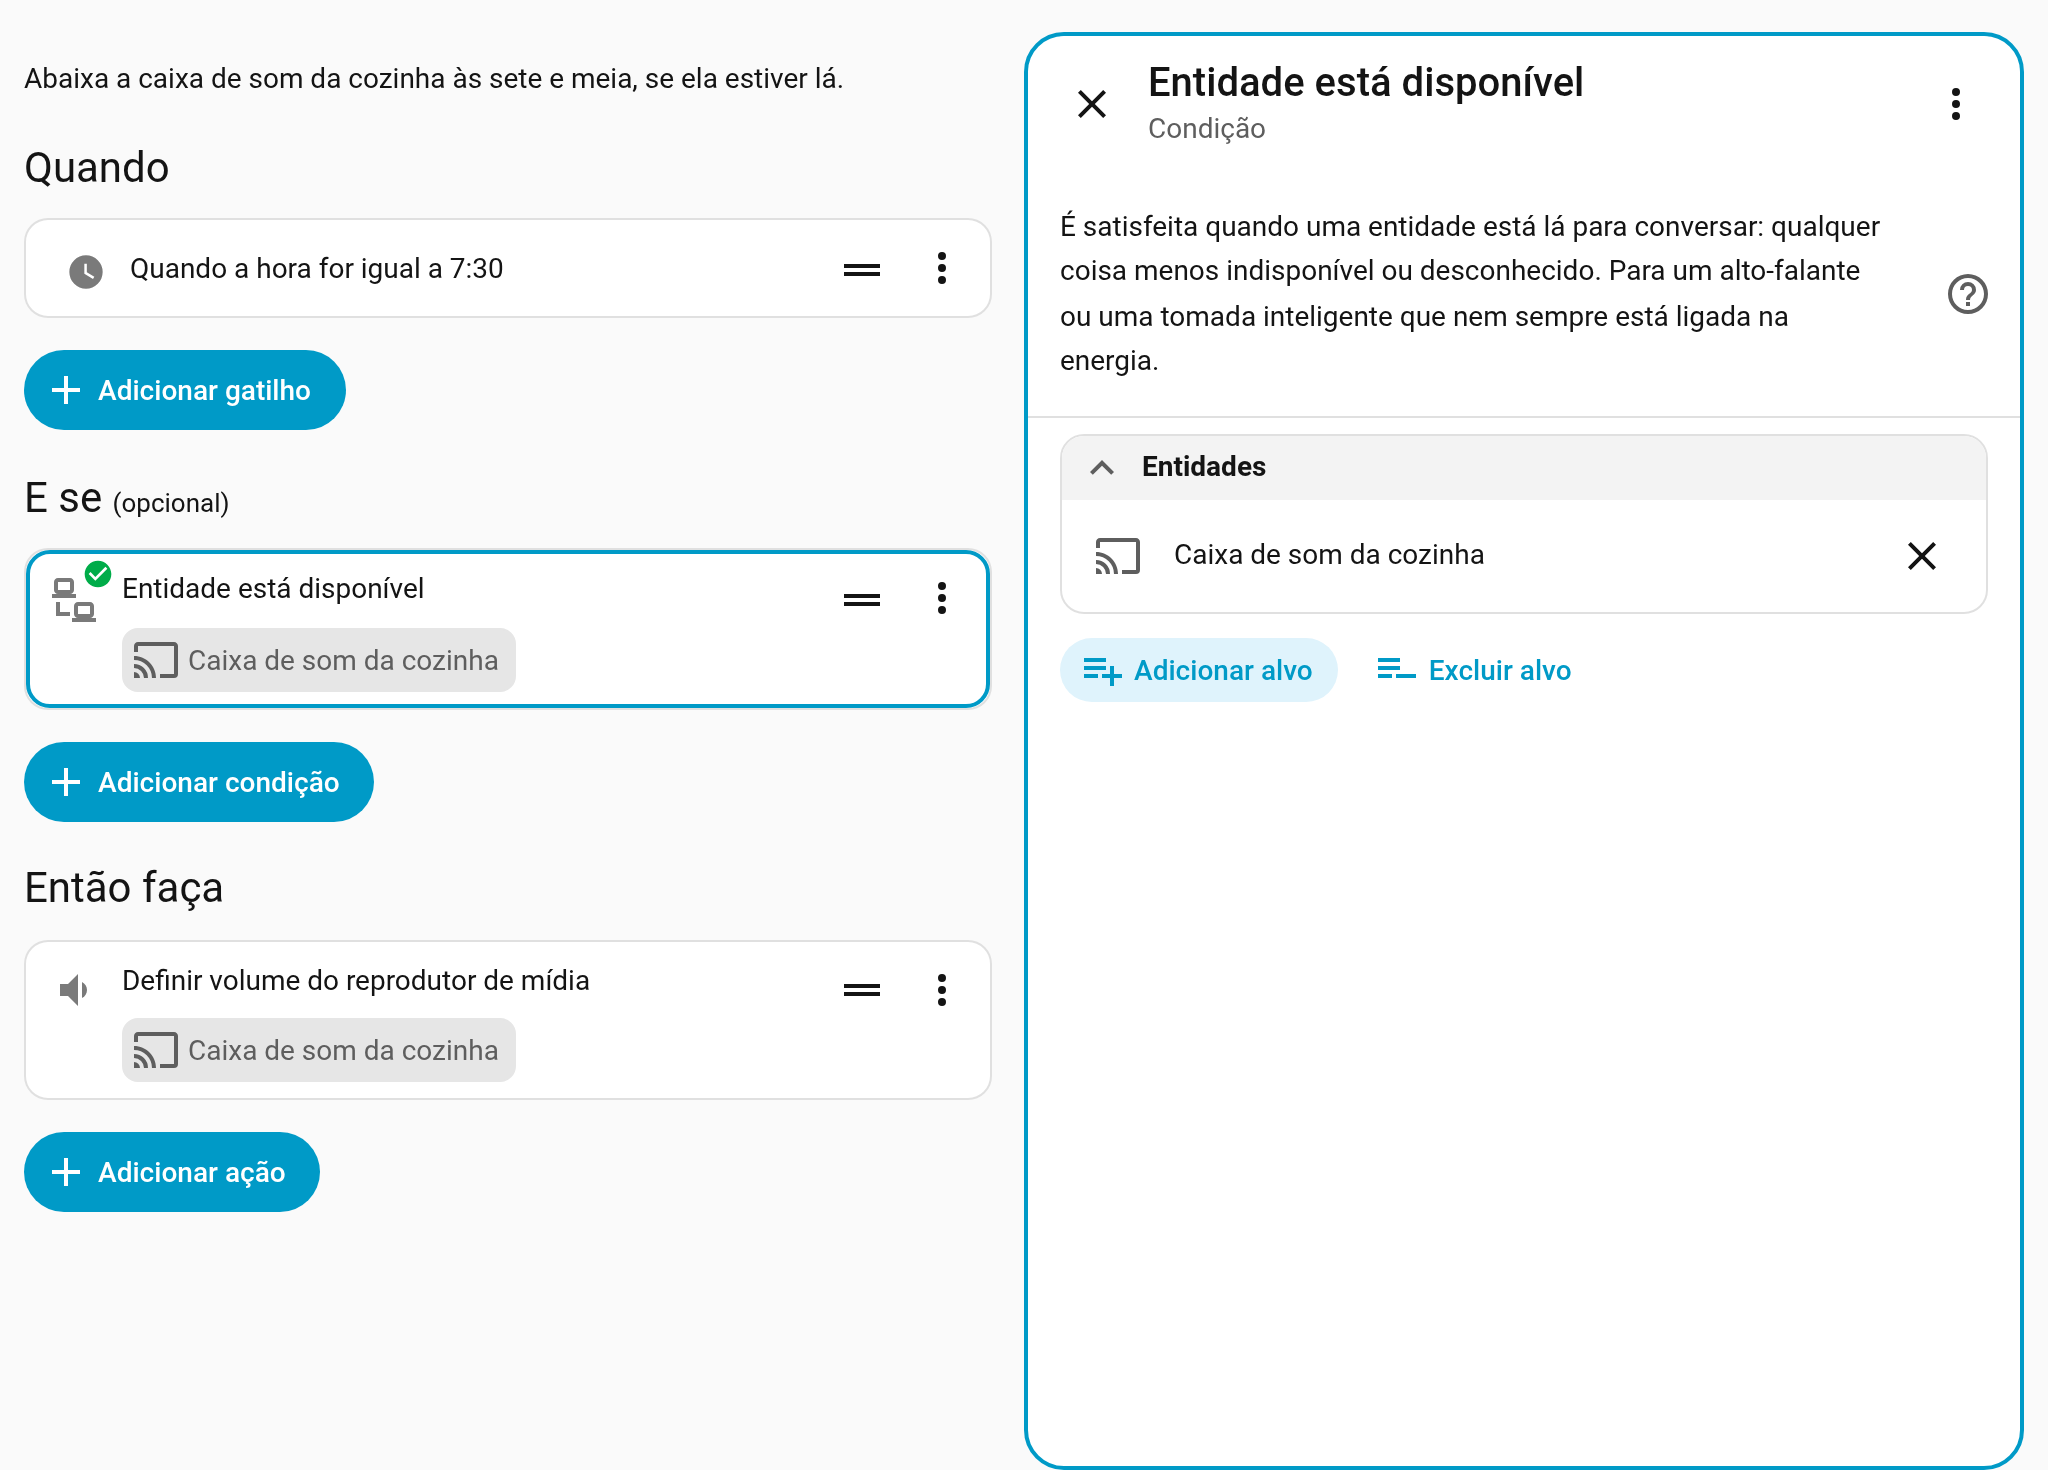 Abaixa a caixa de som da cozinha às sete e meia, se ela estiver lá.
Quando
Quando a hora for igual a 7:30
Adicionar gatilho
E se (opcional)
Entidade está disponível
Caixa de som da cozinha
Adicionar condição
Então faça
Definir volume do reprodutor de mídia
Caixa de som da cozinha
Adicionar ação
Entidade está disponível
Condição
É satisfeita quando uma entidade está lá para conversar: qualquer
coisa menos indisponível ou desconhecido. Para um alto-falante
ou uma tomada inteligente que nem sempre está ligada na
energia.
Entidades
Caixa de som da cozinha
Adicionar alvo
Excluir alvo